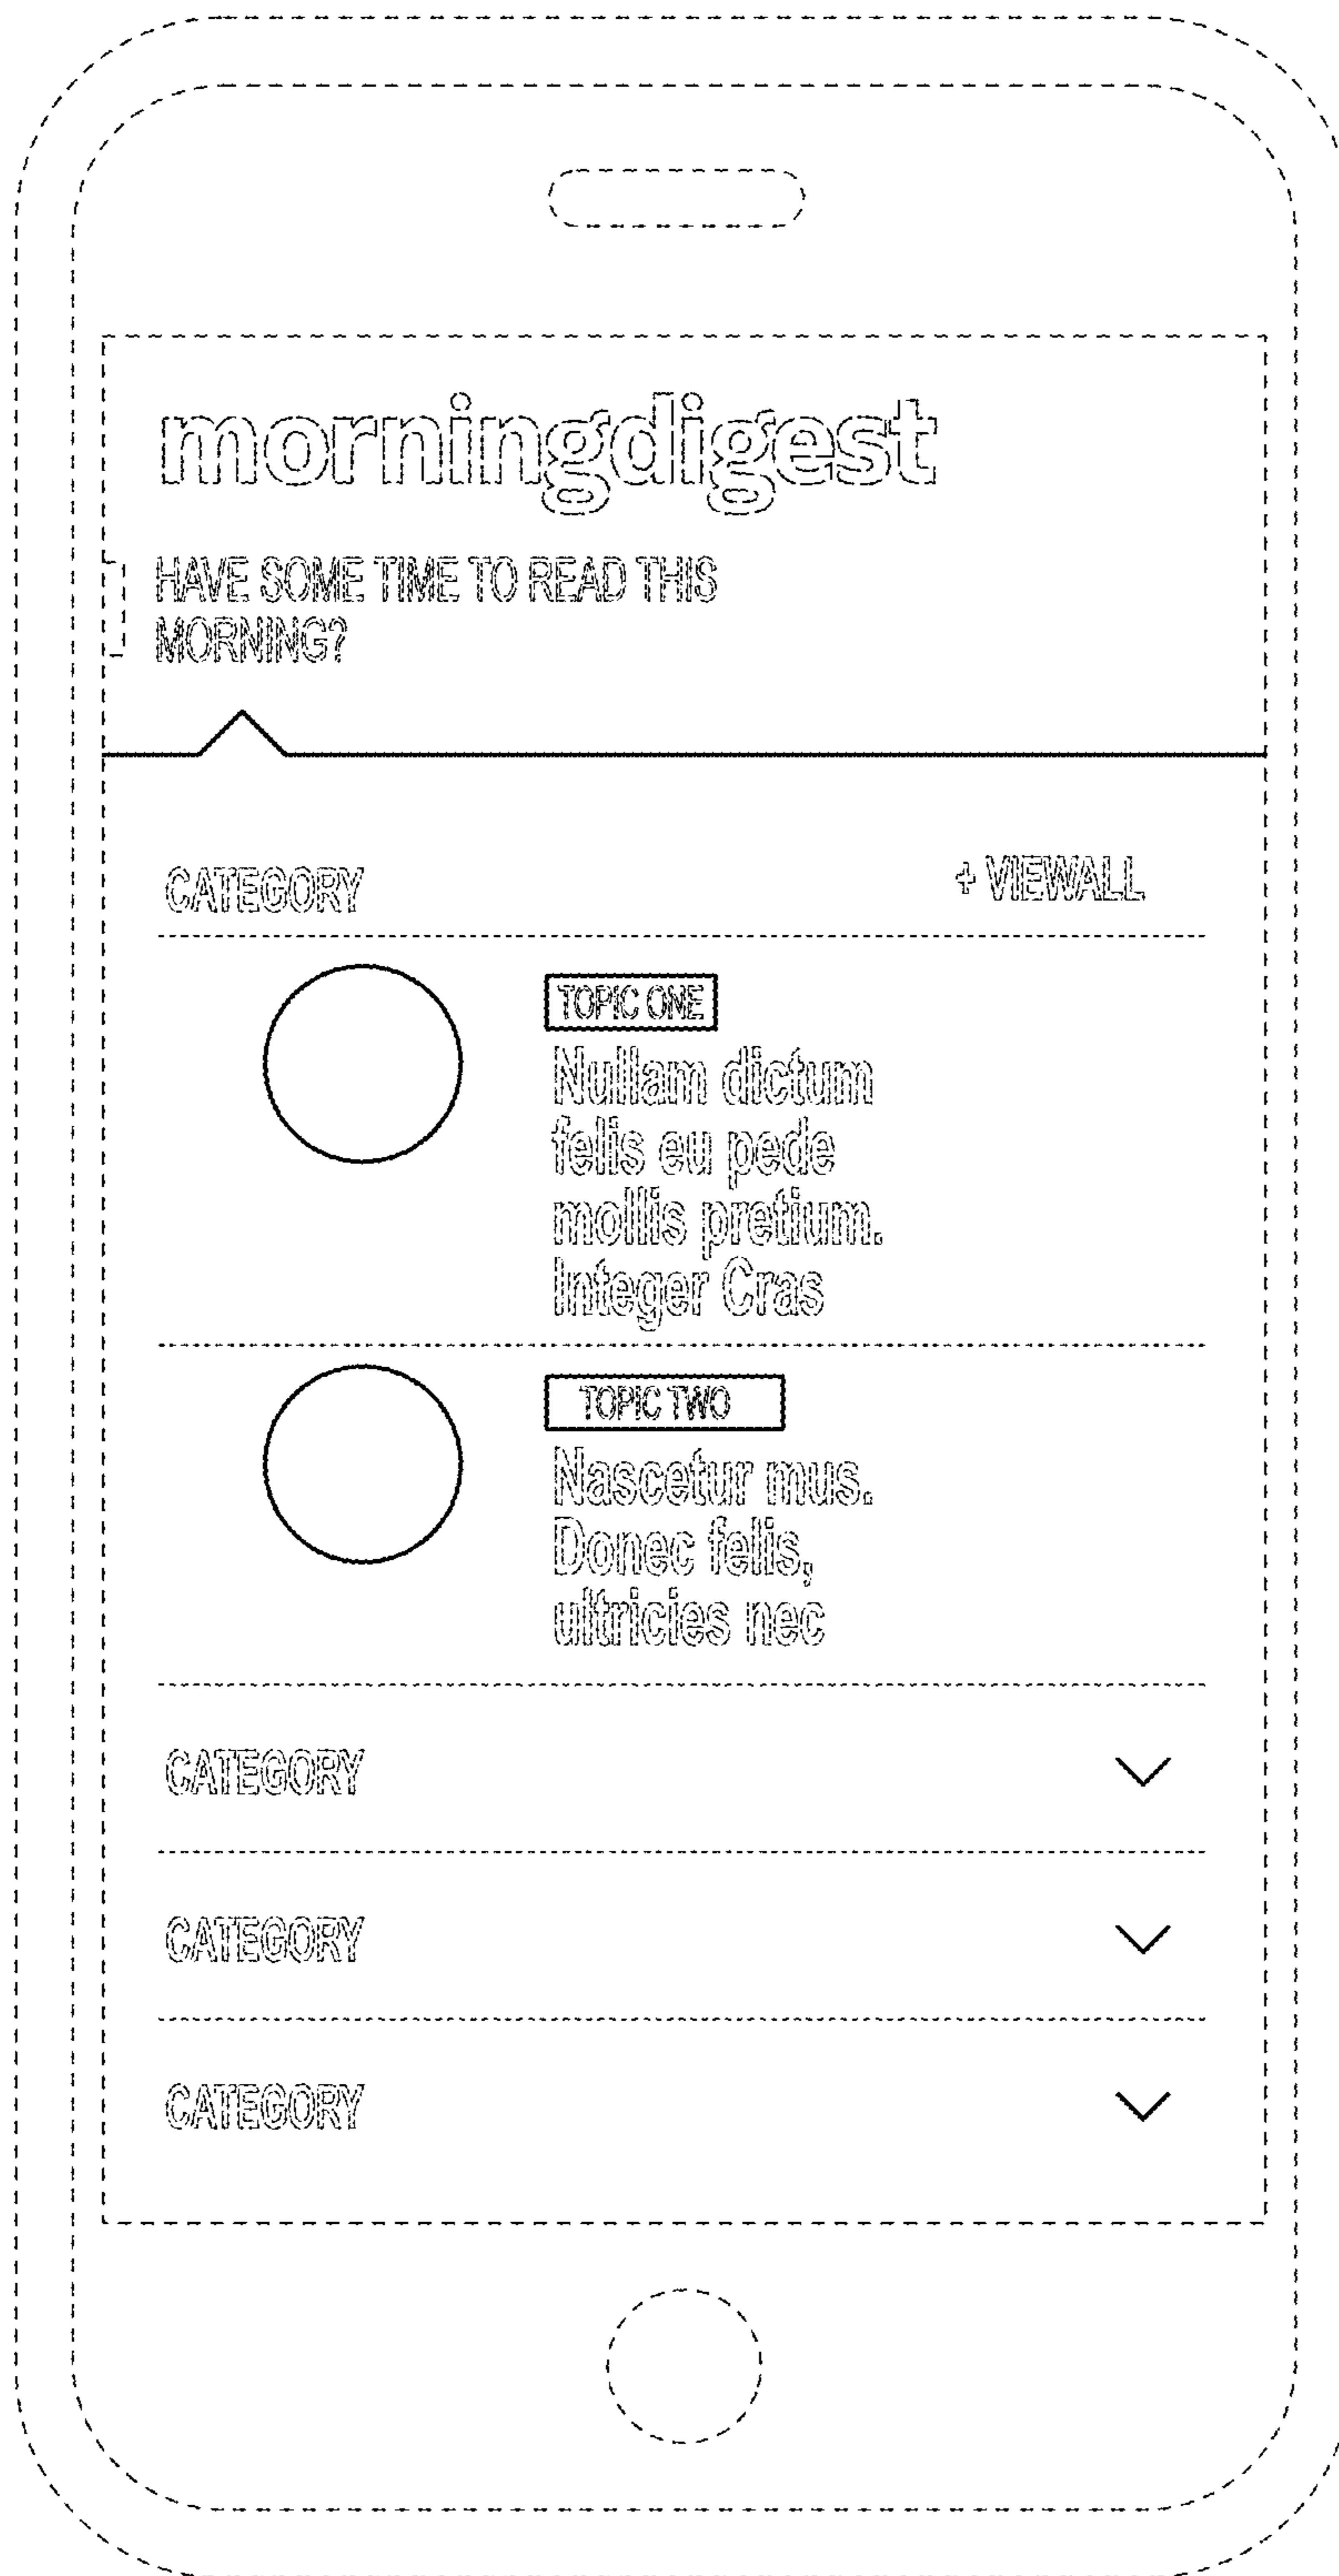 morningdigest
HAVE SOME TIME TO READ THIS
MORNING?
CATEGORY
+ VIEWALL
TOPIC ONE
Nullam dictum
felis eu pede
mollis pretium.
Integer Cras
TOPIC TWO
Nascetur mus.
Donec felis,
ultricies nec
CATEGORY
CATEGORY
CATEGORY